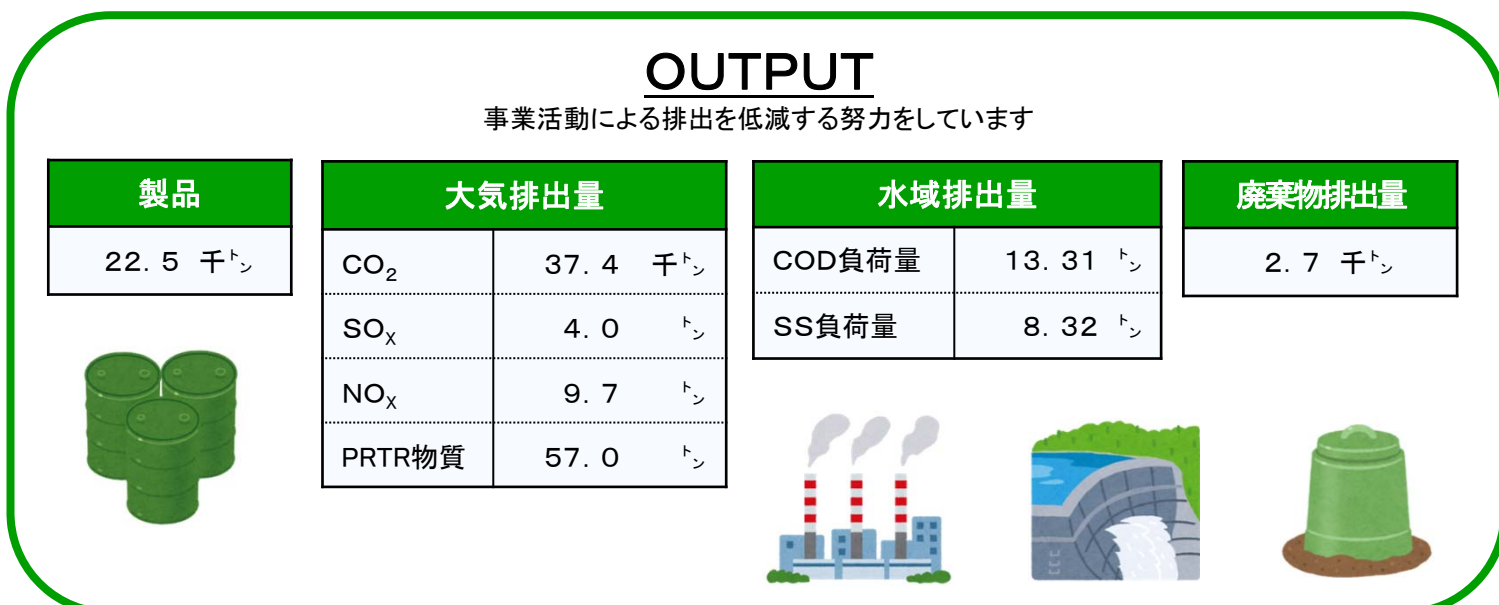 OUTPUT
事業活動による排出を低減する努力をしています
製品
22.5 千㌧
大気排出量
CO₂ 37.4 千㌧
SOX 4.0 ㌧
NOX 9.7 ㌧
PRTR物質 57.0 ㌧
水域排出量
COD負荷量 13.31 ㌧
SS負荷量 8.32 ㌧
廃棄物排出量
2.7 千㌧